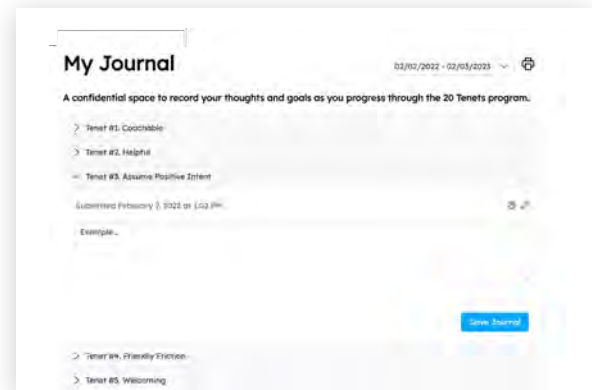 My Journal
02/02/2022 - 02/03/2023
A confidential space to record your thoughts and goals as you progress through the 20 Tenets program.
Tenet #1. Coachable
Tenet #2. Helpful
Tenet #3. Assume Positive Intent
Submitted February 2, 2022 at 1:02 PM
Example...
Save Journal
Tenet #4. Friendly Friction
Tenet #5. Welcoming